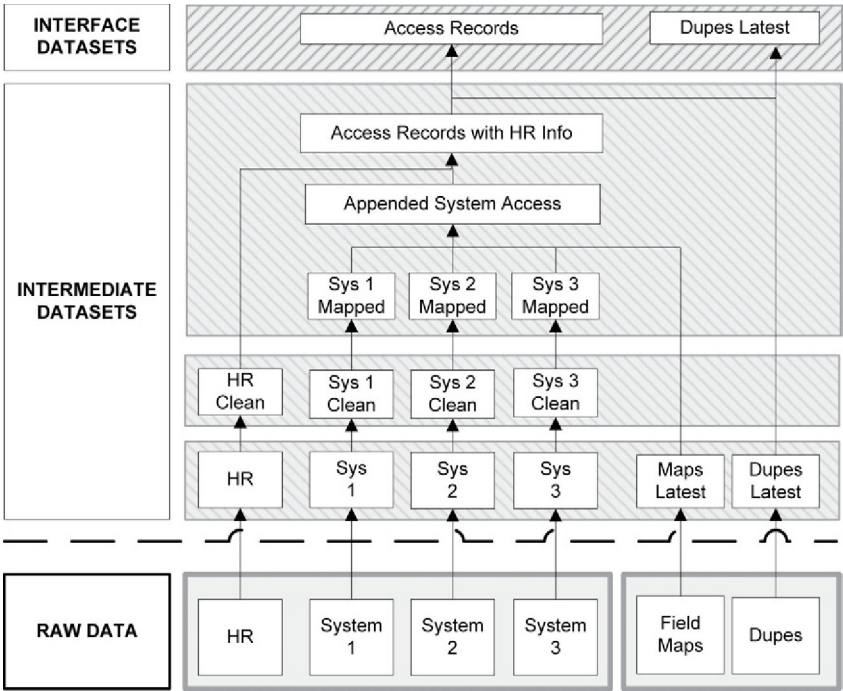 INTERFACE
DATASETS
Access Records
Dupes Latest
INTERMEDIATE
DATASETS
Access Records with HR Info
Appended System Access
Sys 1
Mapped
Sys 2
Mapped
Sys 3
Mapped
HR
Clean
Sys 1
Clean
Sys 2
Clean
Sys 3
Clean
HR
Sys
1
Sys
2
Sys
3
Maps
Latest
Dupes
Latest
RAW DATA
HR
System
1
System
2
System
3
Field
Maps
Dupes